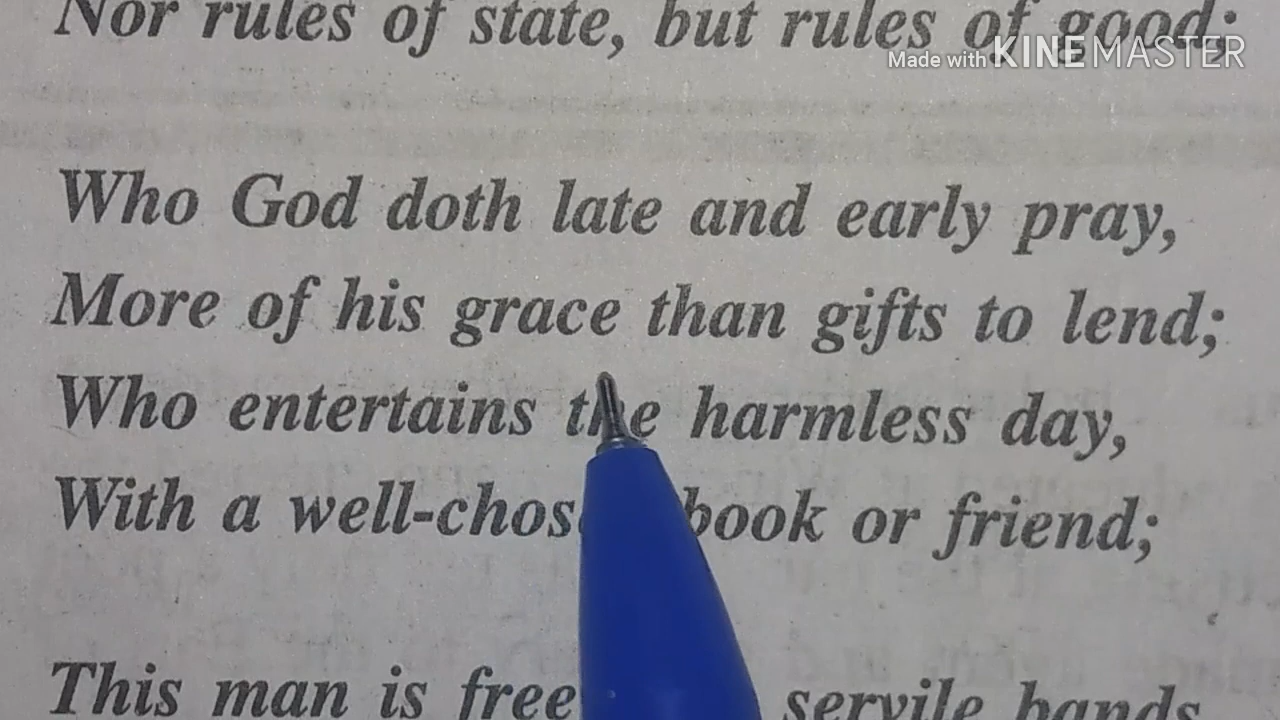 Nor rules of state, but rules of good;
Made with KINEMASTER
Who God doth late and early pray,
More of his grace than gifts to lend;
Who entertains the harmless day,
With a well-chos book or friend;
This man is free servile bands